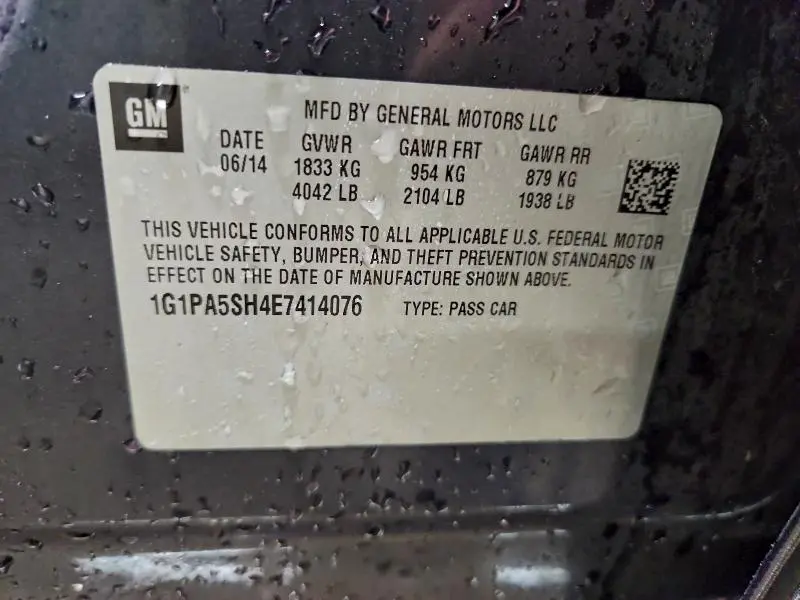 GM
MFD BY GENERAL MOTORS LLC
DATE GVWR GAWR FRT GAWR RR
06/14 1833 KG 954 KG 879 KG
4042 LB 2104 LB 1938 LB
THIS VEHICLE CONFORMS TO ALL APPLICABLE U.S. FEDERAL MOTOR
VEHICLE SAFETY, BUMPER, AND THEFT PREVENTION STANDARDS IN
EFFECT ON THE DATE OF MANUFACTURE SHOWN ABOVE.
1G1PA5SH4E7414076 TYPE: PASS CAR